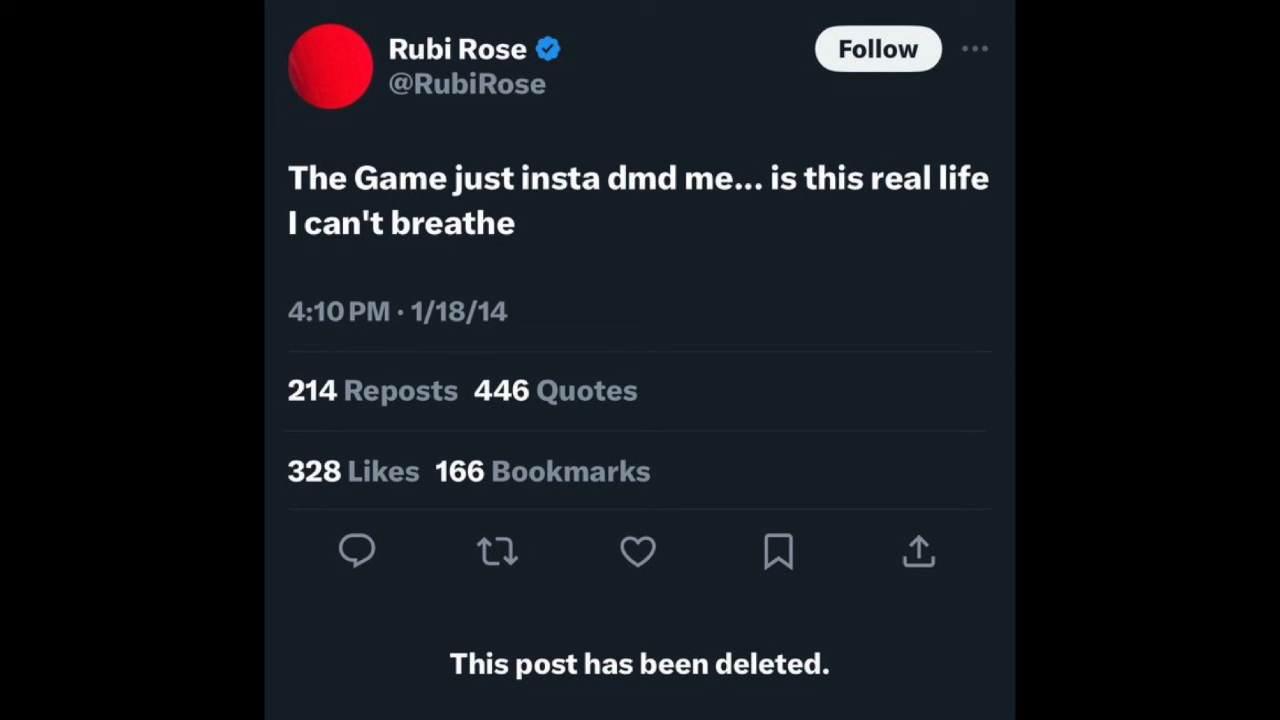 Rubi Rose
Follow
@RubiRose
The Game just insta dmd me... is this real life
I can't breathe
4:10 PM · 1/18/14
214 Reposts 446 Quotes
328 Likes 166 Bookmarks
This post has been deleted.